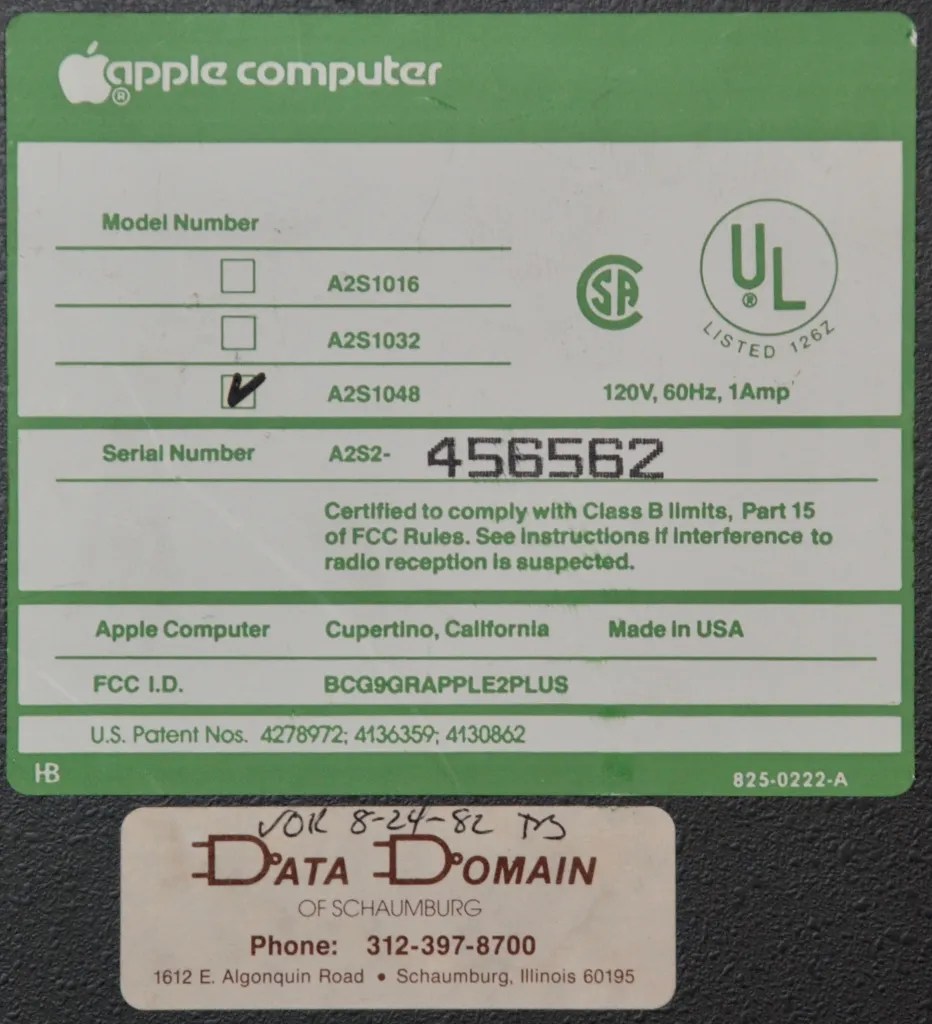 apple computer
®
Model Number
A2S1016
A2S1032
A2S1048
CSA
UL
®
LISTED 126Z
120V, 60Hz, 1Amp
Serial Number A2S2- 456562
Certified to comply with Class B limits, Part 15
of FCC Rules. See instructions if interference to
radio reception is suspected.
Apple Computer Cupertino, California Made in USA
FCC I.D. BCG9GRAPPLE2PLUS
U.S. Patent Nos. 4278972; 4136359; 4130862
HB 825-0222-A
8-24-82
DATA DOMAIN
OF SCHAUMBURG
Phone: 312-397-8700
1612 E. Algonquin Road • Schaumburg, Illinois 60195